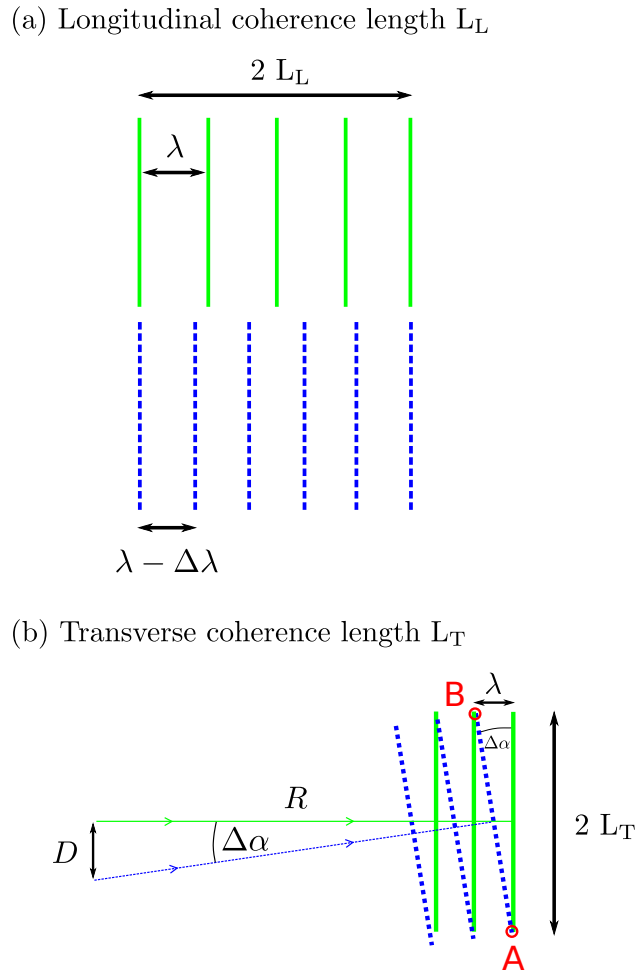 (a) Longitudinal coherence length L_L
2 L_L
λ
λ − Δλ
(b) Transverse coherence length L_T
B
λ
Δα
R
D
Δα
2 L_T
A